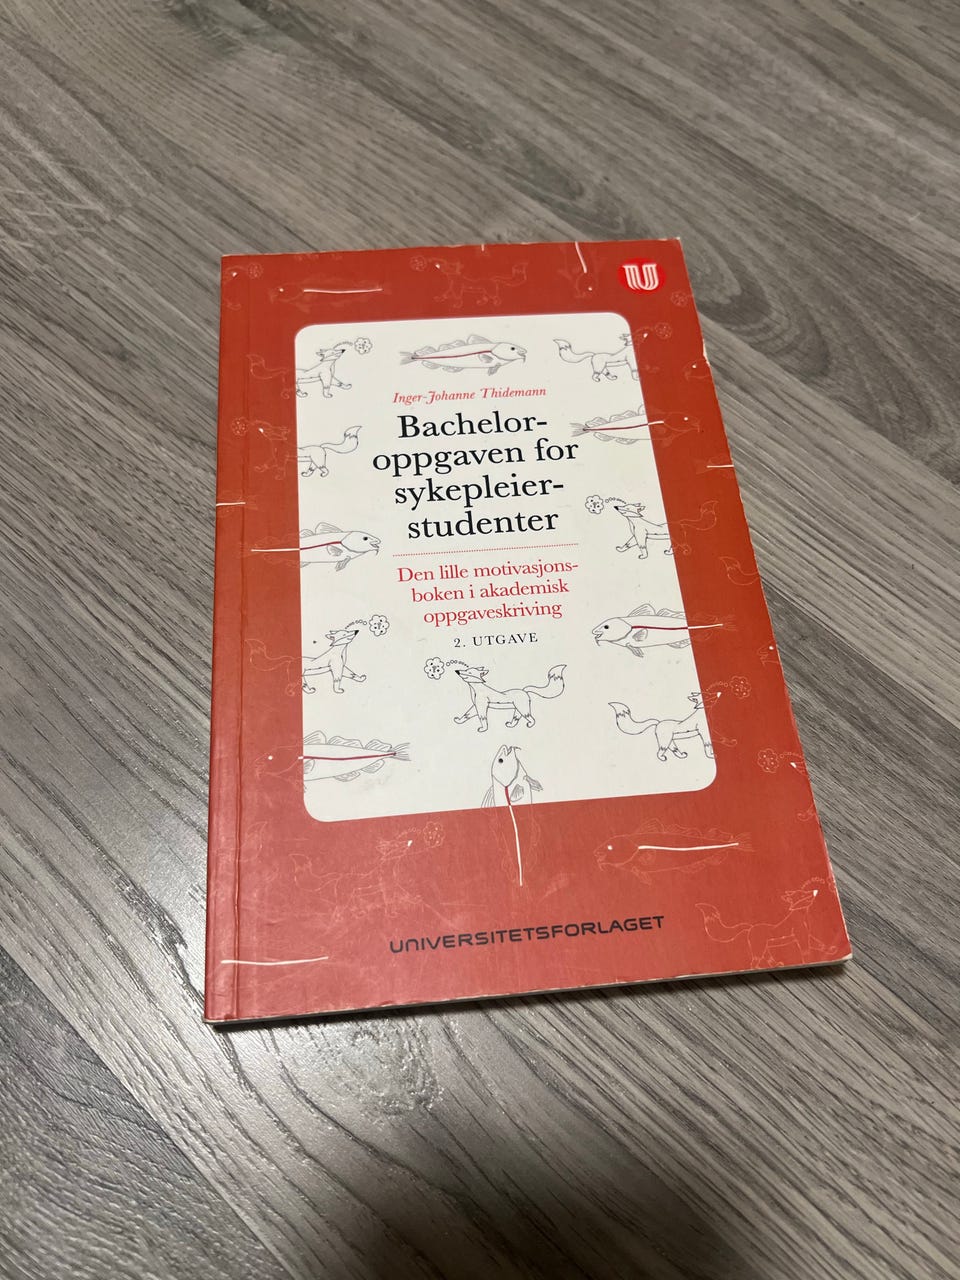 Inger-Johanne Thidemann
Bachelor-
oppgaven for
sykepleier-
studenter
Den lille motivasjons-
boken i akademisk
oppgaveskriving
2. UTGAVE
UNIVERSITETSFORLAGET